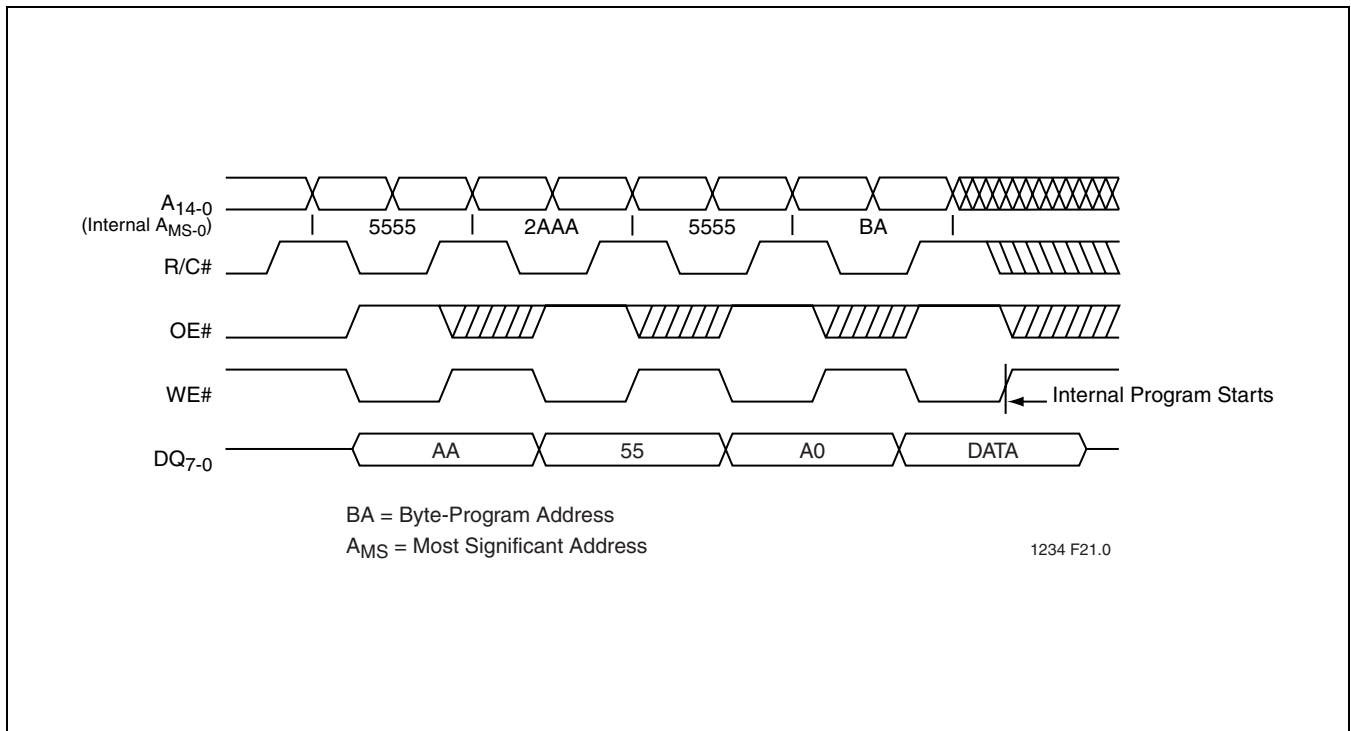 A14-0
(Internal AMS-0)
5555 2AAA 5555 BA
R/C#
OE#
WE#
Internal Program Starts
DQ7-0
AA 55 A0 DATA
BA = Byte-Program Address
AMS = Most Significant Address
1234 F21.0